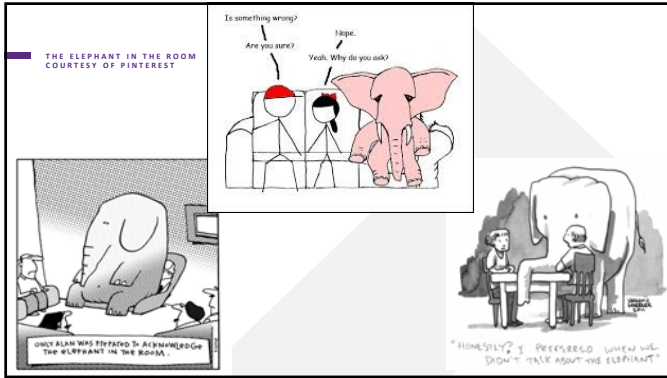 THE ELEPHANT IN THE ROOM
COURTESY OF PINTEREST
Is something wrong?
Nope.
Are you sure?
Yeah. Why do you ask?
ONLY ALAN WAS PREPARED TO ACKNOWLEDGE
THE ELEPHANT IN THE ROOM.
"HONESTLY? I PREFERRED WHEN WE
DIDN'T TALK ABOUT THE ELEPHANT"